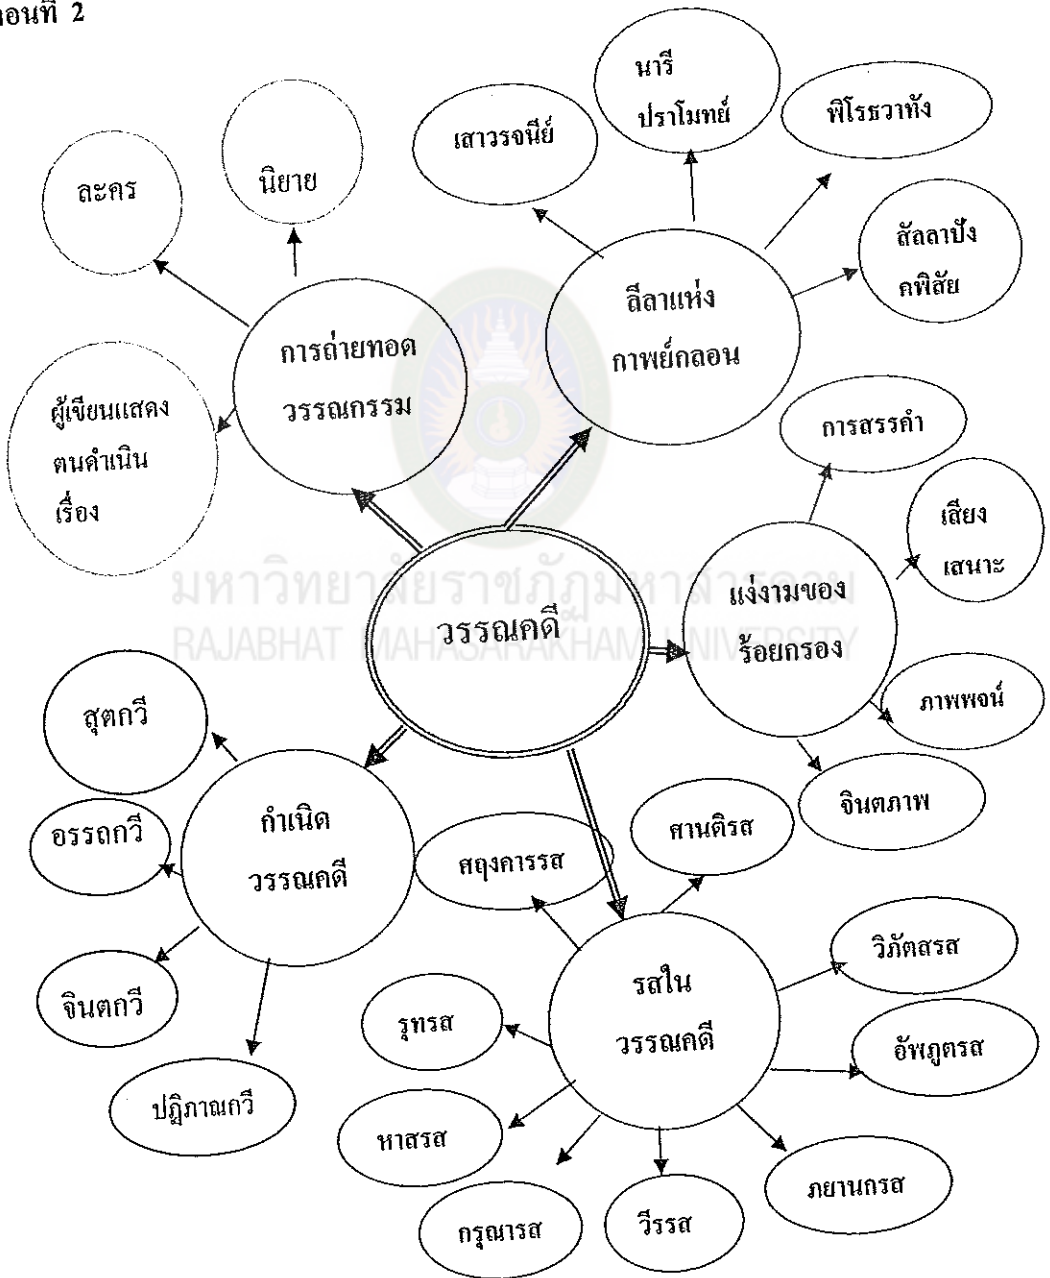 ตอนที่ 2
นารี
ปราโมทย์
พิโรธวาทัง
เสาวรจนีย์
ละคร
นิยาย
สัลลาปัง
คพิสัย
ลีลาแห่ง
กาพย์กลอน
การถ่ายทอด
วรรณกรรม
ผู้เขียนแสดง
ตนดำเนิน
เรื่อง
การสรรคำ
เสียง
เสนาะ
แง่งามของ
ร้อยกรอง
วรรณคดี
มหาวิทยาลัยราชภัฏมหาสารคาม
RAJABHAT MAHASARAKHAM UNIVERSITY
ภาพพจน์
จินตภาพ
สุตกวี
อรรถกวี
กำเนิด
วรรณคดี
จินตกวี
ปฏิภาณกวี
ศฤงคารรส
ศานติรส
รสใน
วรรณคดี
วิภัตสรส
อัพภูตรส
รุทรส
หาสรส
กรุณารส
วีรรส
ภยานกรส